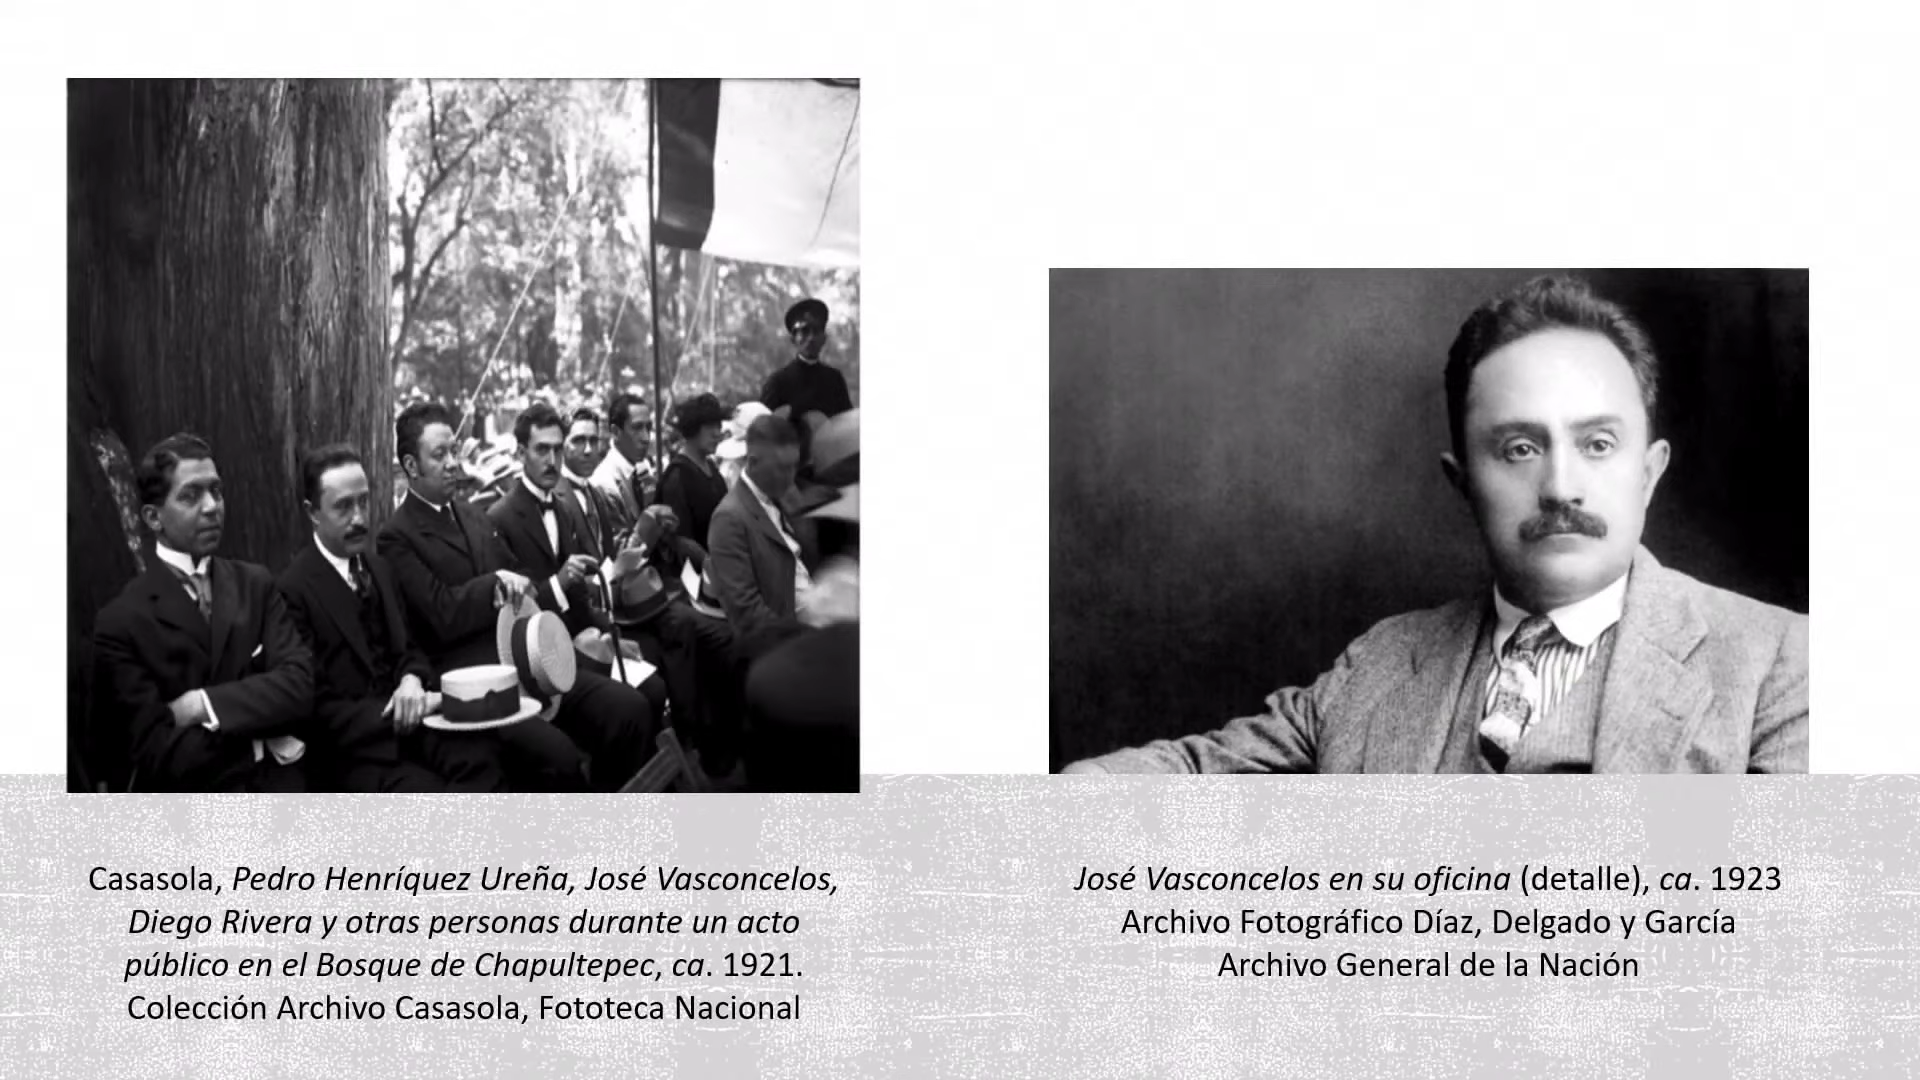 Casasola, Pedro Henríquez Ureña, José Vasconcelos,
Diego Rivera y otras personas durante un acto
público en el Bosque de Chapultepec, ca. 1921.
Colección Archivo Casasola, Fototeca Nacional
José Vasconcelos en su oficina (detalle), ca. 1923
Archivo Fotográfico Díaz, Delgado y García
Archivo General de la Nación